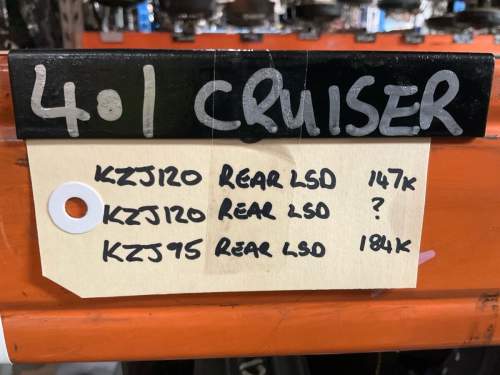 4.1 CRUISER
KZJ120 REAR LSD 147K
KZJ120 REAR LSD ?
KZJ95 REAR LSD 184K